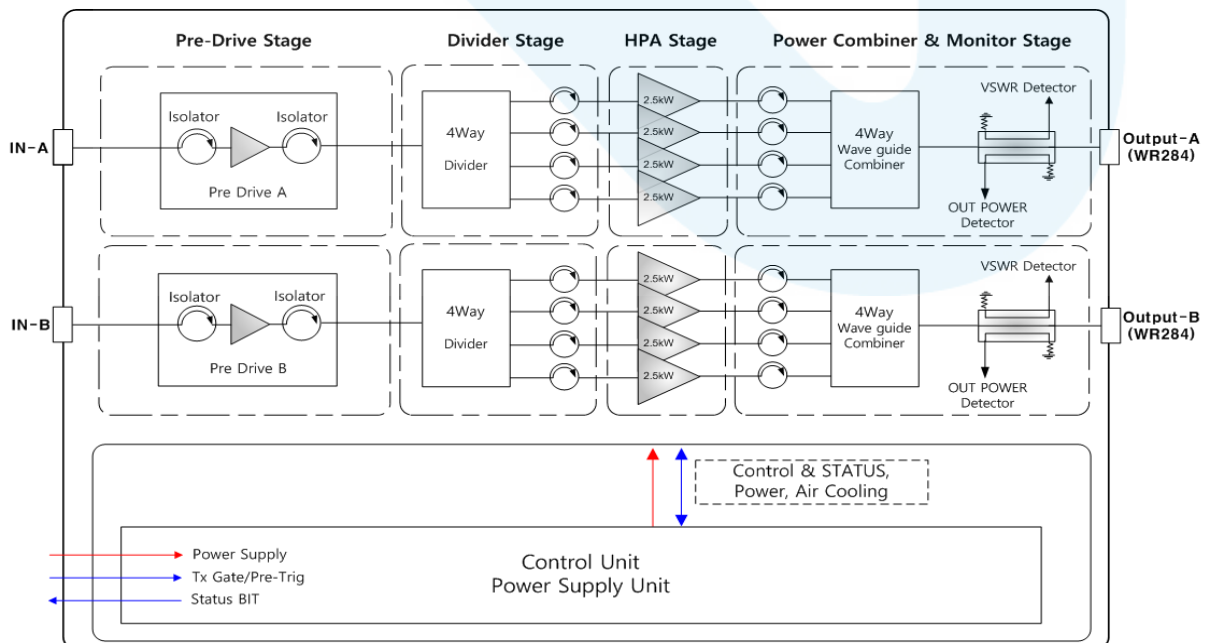 Pre-Drive Stage
Divider Stage
HPA Stage
Power Combiner & Monitor Stage
IN-A
Isolator
Isolator
Pre Drive A
4Way
Divider
2.5kW
2.5kW
2.5kW
2.5kW
4Way
Wave guide
Combiner
VSWR Detector
OUT POWER
Detector
Output-A
(WR284)
IN-B
Isolator
Isolator
Pre Drive B
4Way
Divider
2.5kW
2.5kW
2.5kW
2.5kW
4Way
Wave guide
Combiner
VSWR Detector
OUT POWER
Detector
Output-B
(WR284)
Control & STATUS,
Power, Air Cooling
Power Supply
Tx Gate/Pre-Trig
Status BIT
Control Unit
Power Supply Unit